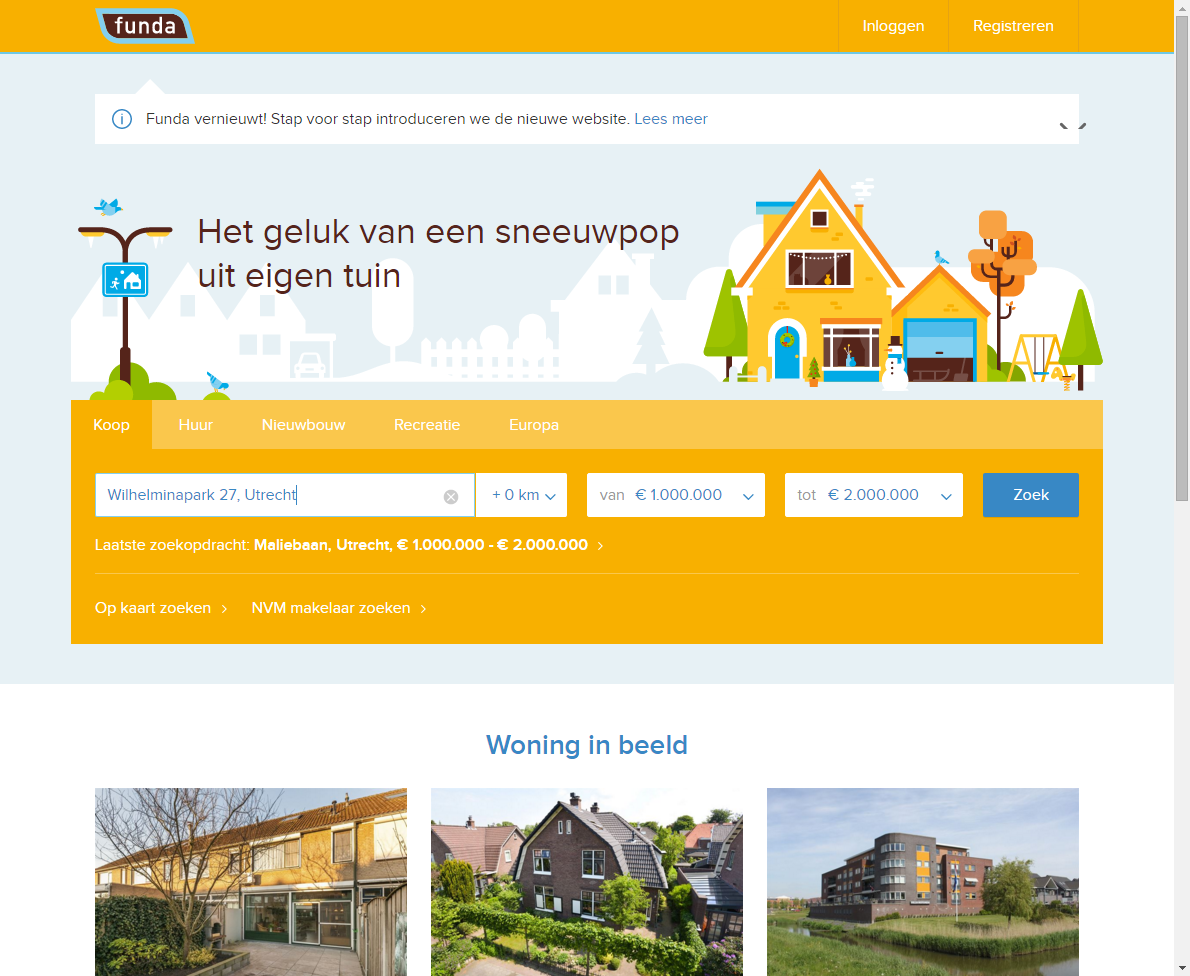 funda
Inloggen Registreren
Funda vernieuwt! Stap voor stap introduceren we de nieuwe website. Lees meer
Het geluk van een sneeuwpop
uit eigen tuin
Koop Huur Nieuwbouw Recreatie Europa
Wilhelminapark 27, Utrecht + 0 km van € 1.000.000 tot € 2.000.000 Zoek
Laatste zoekopdracht: Maliebaan, Utrecht, € 1.000.000 - € 2.000.000
Op kaart zoeken NVM makelaar zoeken
Woning in beeld